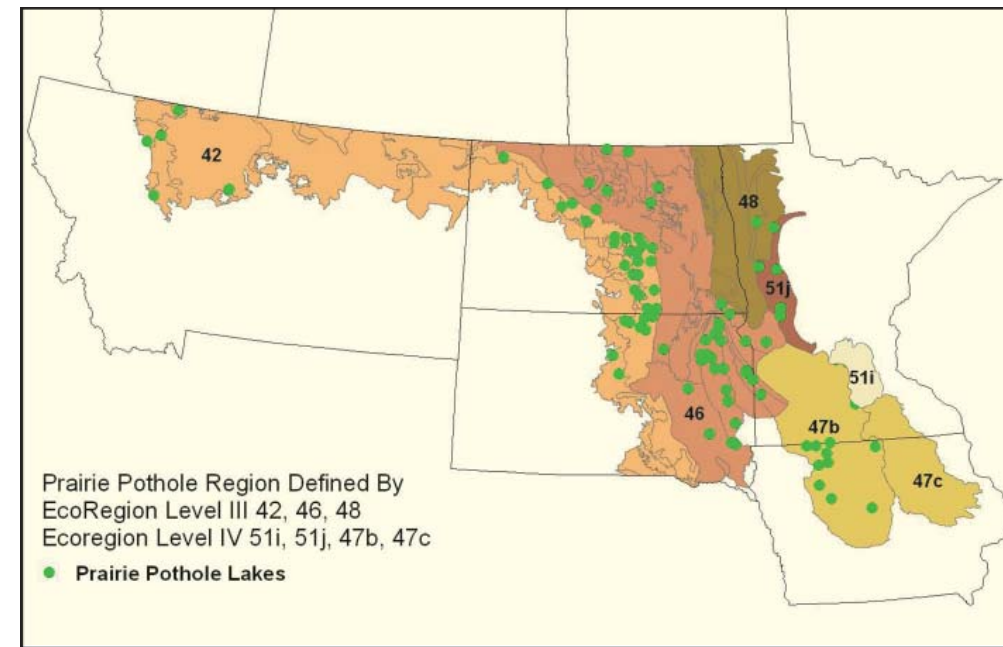 42
48
51j
51i
46
47b
47c
Prairie Pothole Region Defined By
EcoRegion Level III 42, 46, 48
Ecoregion Level IV 51i, 51j, 47b, 47c
Prairie Pothole Lakes